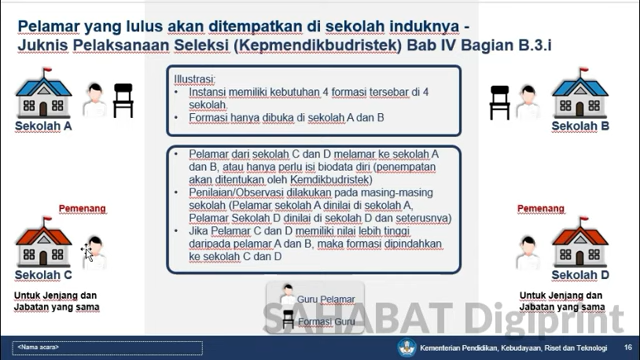 Pelamar yang lulus akan ditempatkan di sekolah induknya -
Juknis Pelaksanaan Seleksi (Kepmendikbudristek) Bab IV Bagian B.3.i
Illustrasi:
• Instansi memiliki kebutuhan 4 formasi tersebar di 4
sekolah.
• Formasi hanya dibuka di sekolah A dan B
Sekolah A
Sekolah B
• Pelamar dari sekolah C dan D melamar ke sekolah A
dan B, atau hanya perlu isi biodata diri (penempatan
akan ditentukan oleh Kemdikbudristek)
• Penilaian/Observasi dilakukan pada masing-masing
sekolah (Pelamar sekolah A dinilai di sekolah A,
Pelamar Sekolah D dinilai di sekolah D dan seterusnya)
• Jika Pelamar C dan D memiliki nilai lebih tinggi
daripada pelamar A dan B, maka formasi dipindahkan
ke sekolah C dan D
Pemenang
Sekolah C
Untuk Jenjang dan
Jabatan yang sama
Pemenang
Sekolah D
Untuk Jenjang dan
Jabatan yang sama
Guru Pelamar
Formasi Guru
SAHABAT Digiprint
<Nama acara>
Kementerian Pendidikan, Kebudayaan, Riset dan Teknologi
16